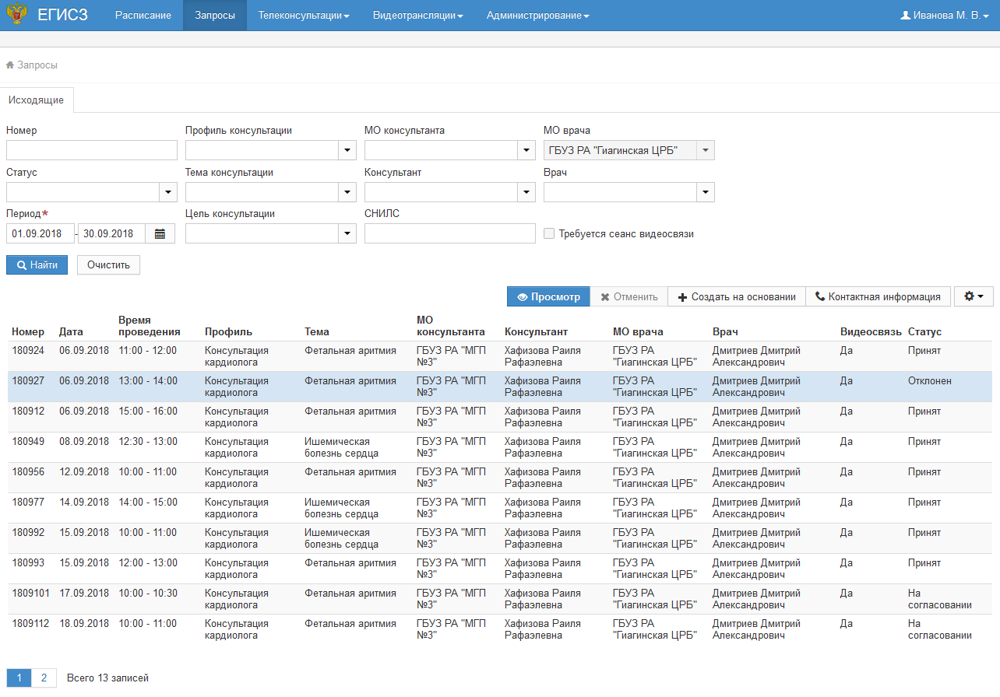 ЕГИСЗ Расписание Запросы Телеконсультации Видеотрансляции Администрирование Иванова М. В.
Запросы
Исходящие
Номер Профиль консультации МО консультанта МО врача
ГБУЗ РА "Гиагинская ЦРБ"
Статус Тема консультации Консультант Врач
Период* Цель консультации СНИЛС
01.09.2018 - 30.09.2018 Требуется сеанс видеосвязи
Найти Очистить
Просмотр Отменить Создать на основании Контактная информация
Время МО
Номер Дата проведения Профиль Тема консультанта Консультант МО врача Врач Видеосвязь Статус
180924 06.09.2018 11:00 - 12:00 Консультация Фетальная аритмия ГБУЗ РА "МГП Хафизова Раиля ГБУЗ РА Дмитриев Дмитрий Да Принят
кардиолога №3" Рафаэлевна "Гиагинская ЦРБ" Александрович
180927 06.09.2018 13:00 - 14:00 Консультация Фетальная аритмия ГБУЗ РА "МГП Хафизова Раиля ГБУЗ РА Дмитриев Дмитрий Да Отклонен
кардиолога №3" Рафаэлевна "Гиагинская ЦРБ" Александрович
180912 06.09.2018 15:00 - 16:00 Консультация Фетальная аритмия ГБУЗ РА "МГП Хафизова Раиля ГБУЗ РА Дмитриев Дмитрий Да Принят
кардиолога №3" Рафаэлевна "Гиагинская ЦРБ" Александрович
180949 08.09.2018 12:30 - 13:00 Консультация Ишемическая ГБУЗ РА "МГП Хафизова Раиля ГБУЗ РА Дмитриев Дмитрий Да Принят
кардиолога болезнь сердца №3" Рафаэлевна "Гиагинская ЦРБ" Александрович
180956 12.09.2018 10:00 - 11:00 Консультация Фетальная аритмия ГБУЗ РА "МГП Хафизова Раиля ГБУЗ РА Дмитриев Дмитрий Да Принят
кардиолога №3" Рафаэлевна "Гиагинская ЦРБ" Александрович
180977 14.09.2018 14:00 - 15:00 Консультация Ишемическая ГБУЗ РА "МГП Хафизова Раиля ГБУЗ РА Дмитриев Дмитрий Да Принят
кардиолога болезнь сердца №3" Рафаэлевна "Гиагинская ЦРБ" Александрович
180992 15.09.2018 10:00 - 11:00 Консультация Ишемическая ГБУЗ РА "МГП Хафизова Раиля ГБУЗ РА Дмитриев Дмитрий Да Принят
кардиолога болезнь сердца №3" Рафаэлевна "Гиагинская ЦРБ" Александрович
180993 15.09.2018 12:00 - 13:00 Консультация Фетальная аритмия ГБУЗ РА "МГП Хафизова Раиля ГБУЗ РА Дмитриев Дмитрий Да Принят
кардиолога №3" Рафаэлевна "Гиагинская ЦРБ" Александрович
1809101 17.09.2018 10:00 - 10:30 Консультация Фетальная аритмия ГБУЗ РА "МГП Хафизова Раиля ГБУЗ РА Дмитриев Дмитрий Да На
кардиолога №3" Рафаэлевна "Гиагинская ЦРБ" Александрович согласовании
1809112 18.09.2018 10:00 - 11:00 Консультация Фетальная аритмия ГБУЗ РА "МГП Хафизова Раиля ГБУЗ РА Дмитриев Дмитрий Да На
кардиолога №3" Рафаэлевна "Гиагинская ЦРБ" Александрович согласовании
1 2 Всего 13 записей